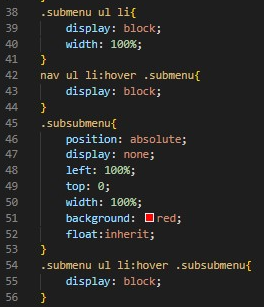 38 .submenu ul li{
39 display: block;
40 width: 100%;
41 }
42 nav ul li:hover .submenu{
43 display: block;
44 }
45 .subsubmenu{
46 position: absolute;
47 display: none;
48 left: 100%;
49 top: 0;
50 width: 100%;
51 background: red;
52 float:inherit;
53 }
54 .submenu ul li:hover .subsubmenu{
55 display: block;
56 }